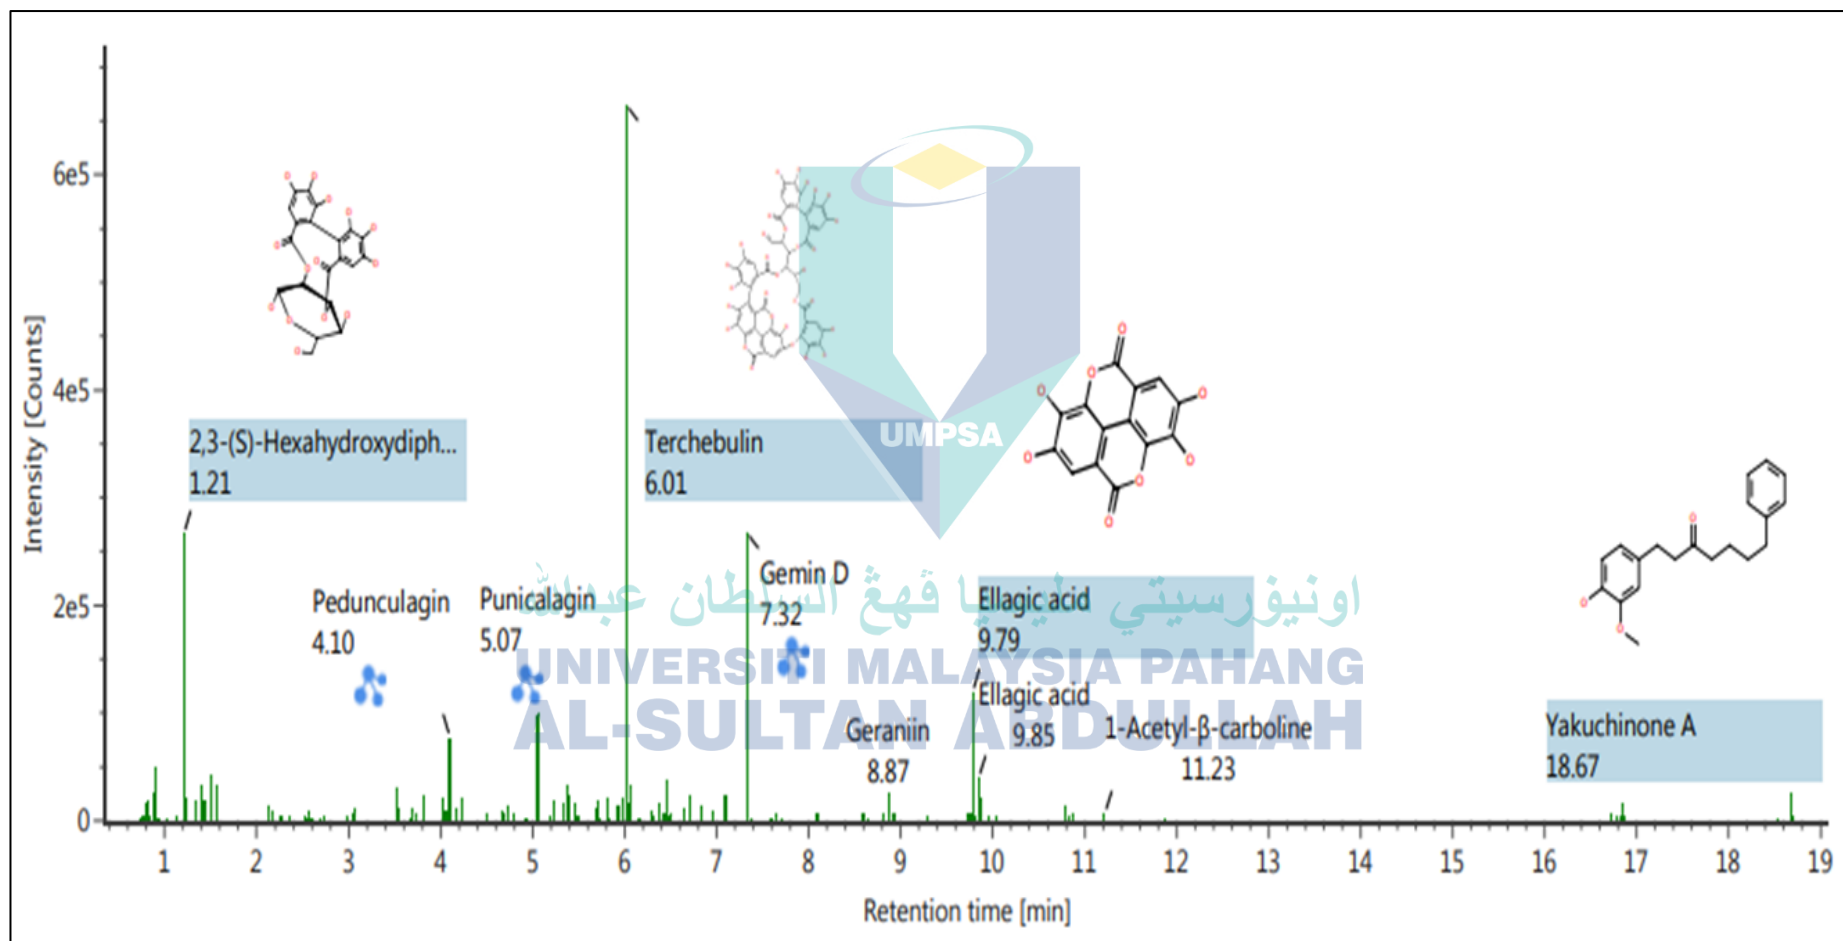 Intensity [Counts]
6e5
4e5
2e5
0
2,3-(S)-Hexahydroxydiph...
1.21
Pedunculagin
4.10
Punicalagin
5.07
Terchebulin
6.01
Gemin D
7.32
Geraniin
8.87
Ellagic acid
9.79
Ellagic acid
9.85
1-Acetyl-β-carboline
11.23
Yakuchinone A
18.67
UMPSA
اونيۏرسيتي مليسيا ڤهڠ السلطان عبدالله
UNIVERSITI MALAYSIA PAHANG
AL-SULTAN ABDULLAH
1 2 3 4 5 6 7 8 9 10 11 12 13 14 15 16 17 18 19
Retention time [min]